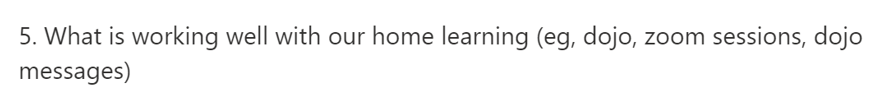 5. What is working well with our home learning (eg, dojo, zoom sessions, dojo
messages)